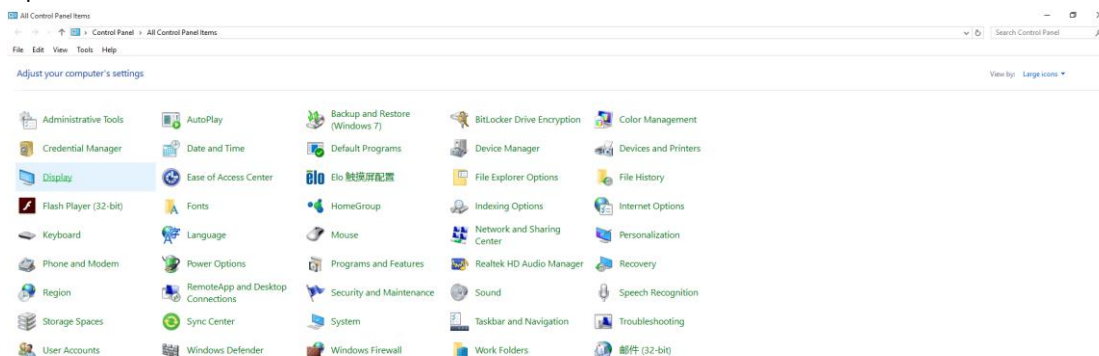 All Control Panel Items
Control Panel > All Control Panel Items
Search Control Panel
File Edit View Tools Help
Adjust your computer's settings
View by: Large icons
Administrative Tools
AutoPlay
Backup and Restore
(Windows 7)
BitLocker Drive Encryption
Color Management
Credential Manager
Date and Time
Default Programs
Device Manager
Devices and Printers
Display
Ease of Access Center
elo Elo 触摸屏配置
File Explorer Options
File History
Flash Player (32-bit)
Fonts
HomeGroup
Indexing Options
Internet Options
Keyboard
Language
Mouse
Network and Sharing
Center
Personalization
Phone and Modem
Power Options
Programs and Features
Realtek HD Audio Manager
Recovery
Region
RemoteApp and Desktop
Connections
Security and Maintenance
Sound
Speech Recognition
Storage Spaces
Sync Center
System
Taskbar and Navigation
Troubleshooting
User Accounts
Windows Defender
Windows Firewall
Work Folders
邮件 (32-bit)